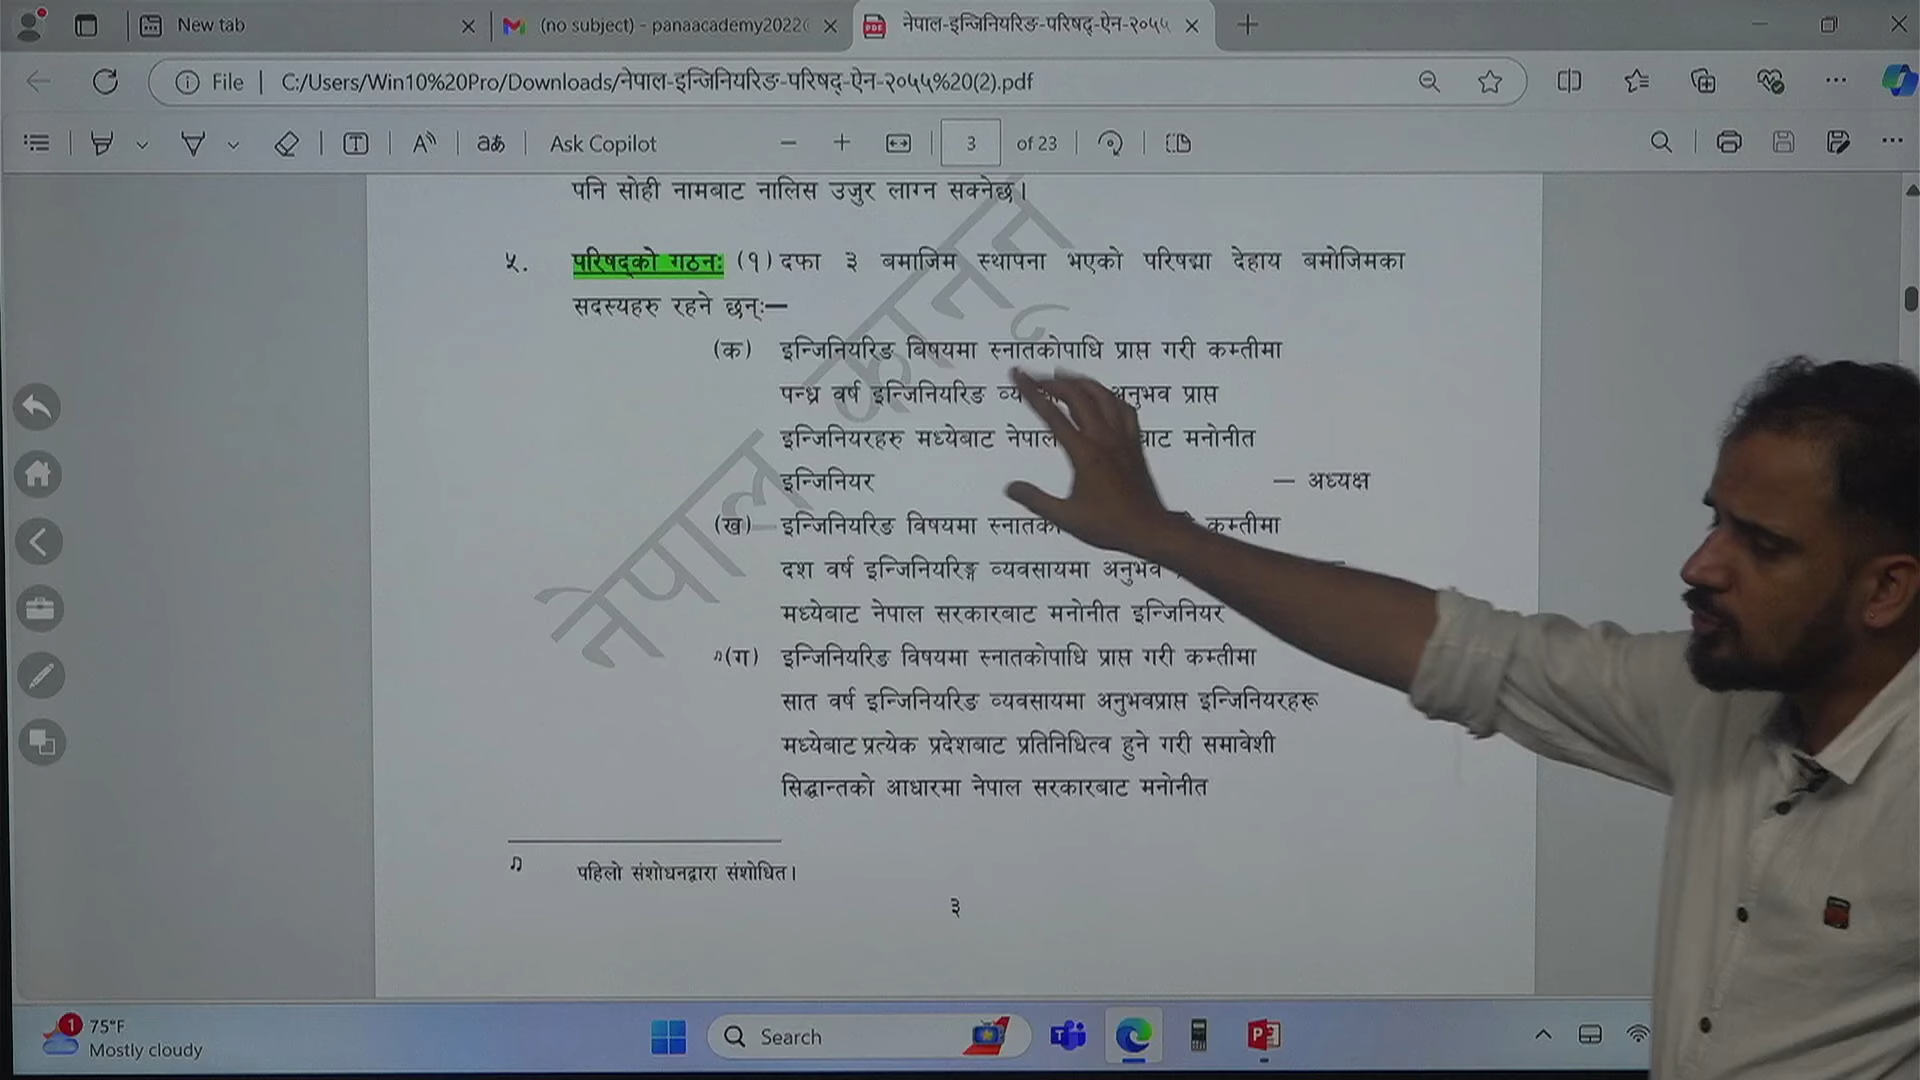 New tab
(no subject) - panaacademy2022
नेपाल-इन्जिनियरिङ-परिषद्-ऐन-२०५५
File
C:/Users/Win10%20Pro/Downloads/नेपाल-इन्जिनियरिङ-परिषद्-ऐन-२०५५%20(2).pdf
Ask Copilot
3 of 23
पनि सोही नामबाट नालिस उजुर लाग्न सक्नेछ।
५. परिषद्को गठनः (१) दफा ३ बमाजिम स्थापना भएको परिषद्मा देहाय बमोजिमका
सदस्यहरु रहने छन्ः—
(क) इन्जिनियरिङ विषयमा स्नातकोपाधि प्राप्त गरी कम्तीमा
पन्ध्र वर्ष इन्जिनियरिङ अनुभव प्राप्त
इन्जिनियरहरु मध्येबाट नेपाल मनोनीत
इन्जिनियर — अध्यक्ष
(ख) इन्जिनियरिङ विषयमा कम्तीमा
दश वर्ष इन्जिनियरिङ्ग व्यवसायमा अनुभव
मध्येबाट नेपाल सरकारबाट मनोनीत इन्जिनियर
♫(ग) इन्जिनियरिङ विषयमा स्नातकोपाधि प्राप्त गरी कम्तीमा
सात वर्ष इन्जिनियरिङ व्यवसायमा अनुभवप्राप्त इन्जिनियरहरू
मध्येबाट प्रत्येक प्रदेशबाट प्रतिनिधित्व हुने गरी समावेशी
सिद्धान्तको आधारमा नेपाल सरकारबाट मनोनीत
♫ पहिलो संशोधनद्वारा संशोधित।
३
नेपाल कानून
1
75°F
Mostly cloudy
Search